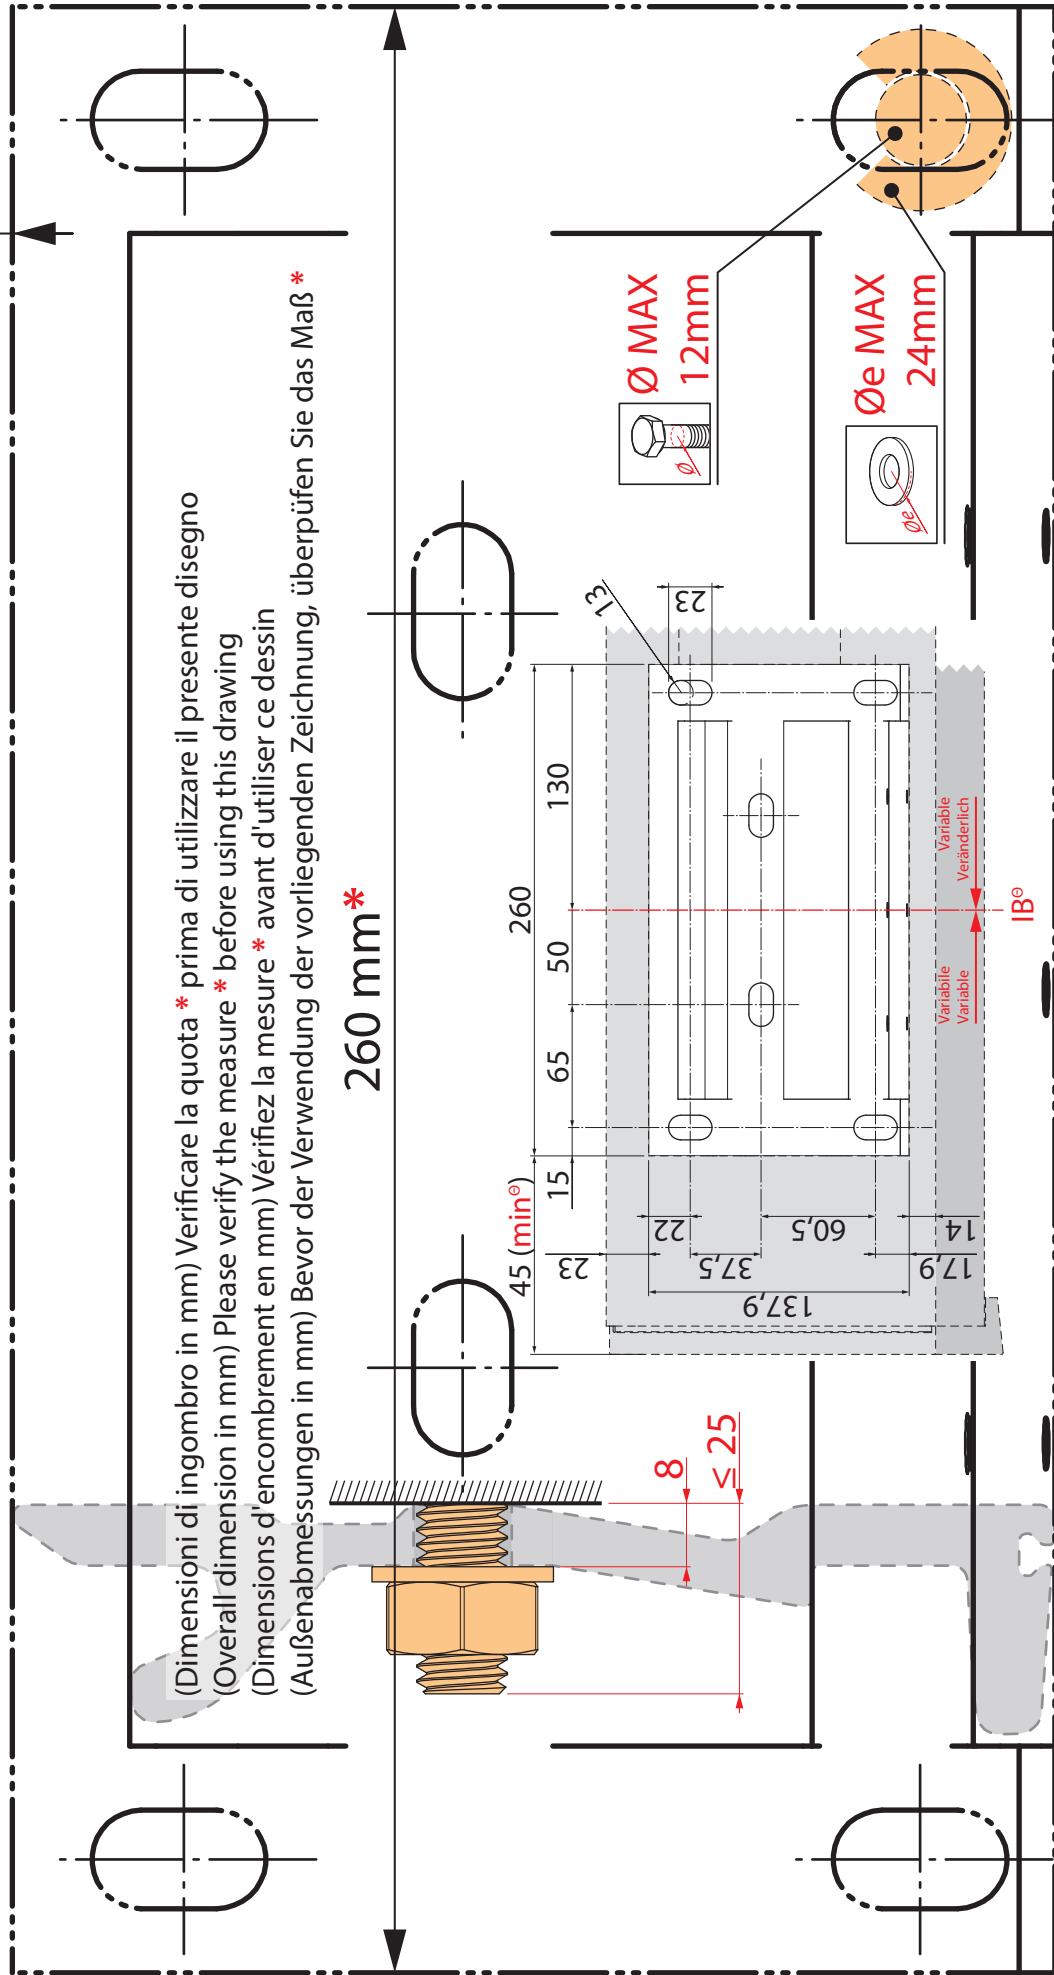 (Dimensioni di ingombro in mm) Verificare la quota * prima di utilizzare il presente disegno
(Overall dimension in mm) Please verify the measure * before using this drawing
(Dimensions d'encombrement en mm) Vérifiez la mesure * avant d'utiliser ce dessin
(Außenabmessungen in mm) Bevor der Verwendung der vorliegenden Zeichnung, überpüfen Sie das Maß *
260 mm*
45 (min⊖)
260
15
65
50
130
13
23
23
22
37,5
137,9
60,5
17,9
14
Variabile
Variable
Variable
Veränderlich
IB⊖
8
≤ 25
Ø
Ø MAX
12mm
Øe
Øe MAX
24mm